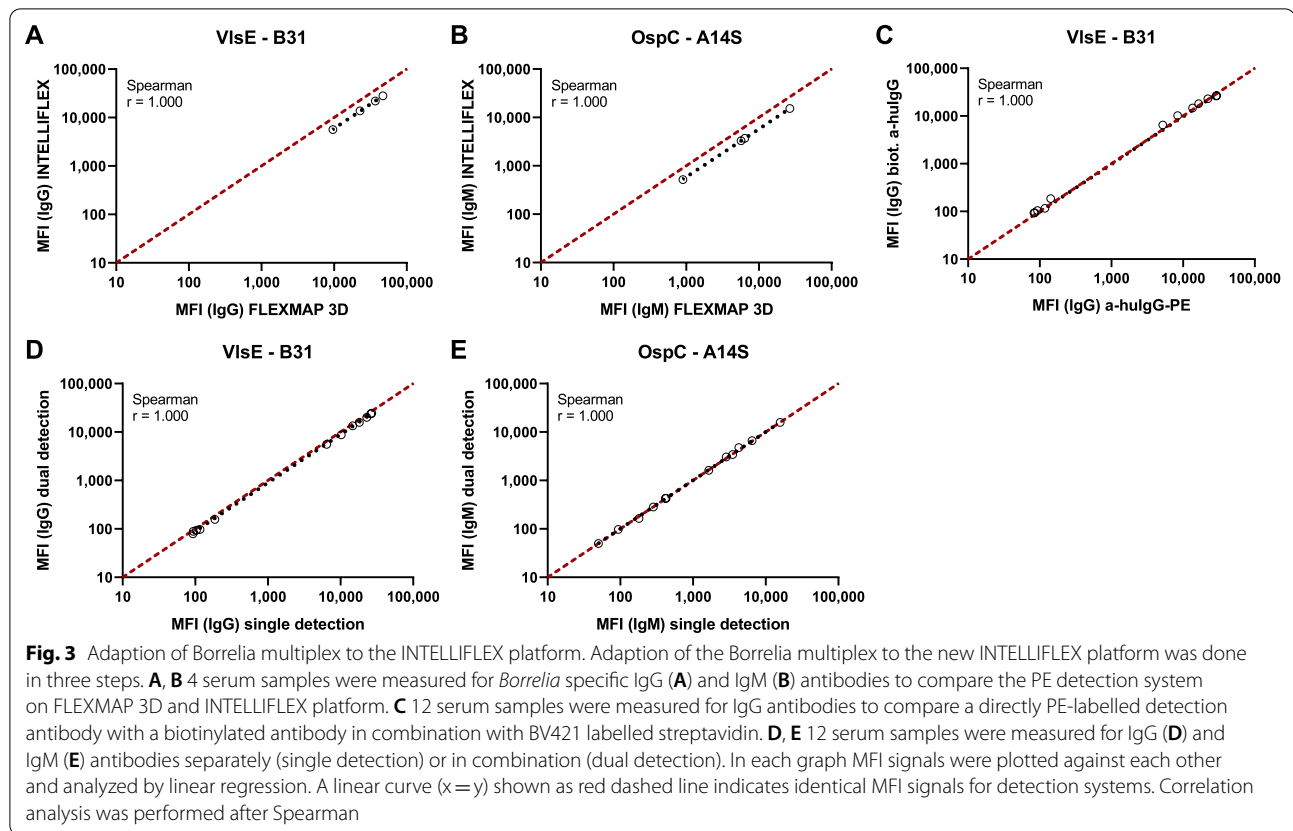 A
VlsE - B31
MFI (IgG) INTELLIFLEX
100,000
10,000
1,000
100
10
Spearman
r = 1.000
10 100 1,000 10,000 100,000
MFI (IgG) FLEXMAP 3D
B
OspC - A14S
MFI (IgM) INTELLIFLEX
100,000
10,000
1,000
100
10
Spearman
r = 1.000
10 100 1,000 10,000 100,000
MFI (IgM) FLEXMAP 3D
C
VlsE - B31
MFI (IgG) biot. a-huIgG
100,000
10,000
1,000
100
10
Spearman
r = 1.000
10 100 1,000 10,000 100,000
MFI (IgG) a-huIgG-PE
D
VlsE - B31
MFI (IgG) dual detection
100,000
10,000
1,000
100
10
Spearman
r = 1.000
10 100 1,000 10,000 100,000
MFI (IgG) single detection
E
OspC - A14S
MFI (IgM) dual detection
100,000
10,000
1,000
100
10
Spearman
r = 1.000
10 100 1,000 10,000 100,000
MFI (IgM) single detection
Fig. 3 Adaption of Borrelia multiplex to the INTELLIFLEX platform. Adaption of the Borrelia multiplex to the new INTELLIFLEX platform was done
in three steps. A, B 4 serum samples were measured for Borrelia specific IgG (A) and IgM (B) antibodies to compare the PE detection system
on FLEXMAP 3D and INTELLIFLEX platform. C 12 serum samples were measured for IgG antibodies to compare a directly PE-labelled detection
antibody with a biotinylated antibody in combination with BV421 labelled streptavidin. D, E 12 serum samples were measured for IgG (D) and
IgM (E) antibodies separately (single detection) or in combination (dual detection). In each graph MFI signals were plotted against each other
and analyzed by linear regression. A linear curve (x = y) shown as red dashed line indicates identical MFI signals for detection systems. Correlation
analysis was performed after Spearman